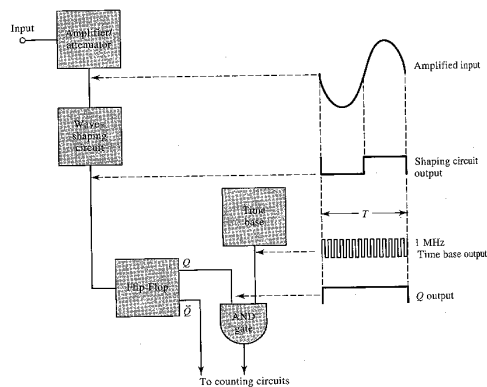 Input
Amplifier/
attenuator
Amplified input
Wave-
shaping
circuit
Shaping circuit
output
T
Time
base
1 MHz
Time base output
Q
Flip-Flop
Q̄
AND
gate
Q output
To counting circuits